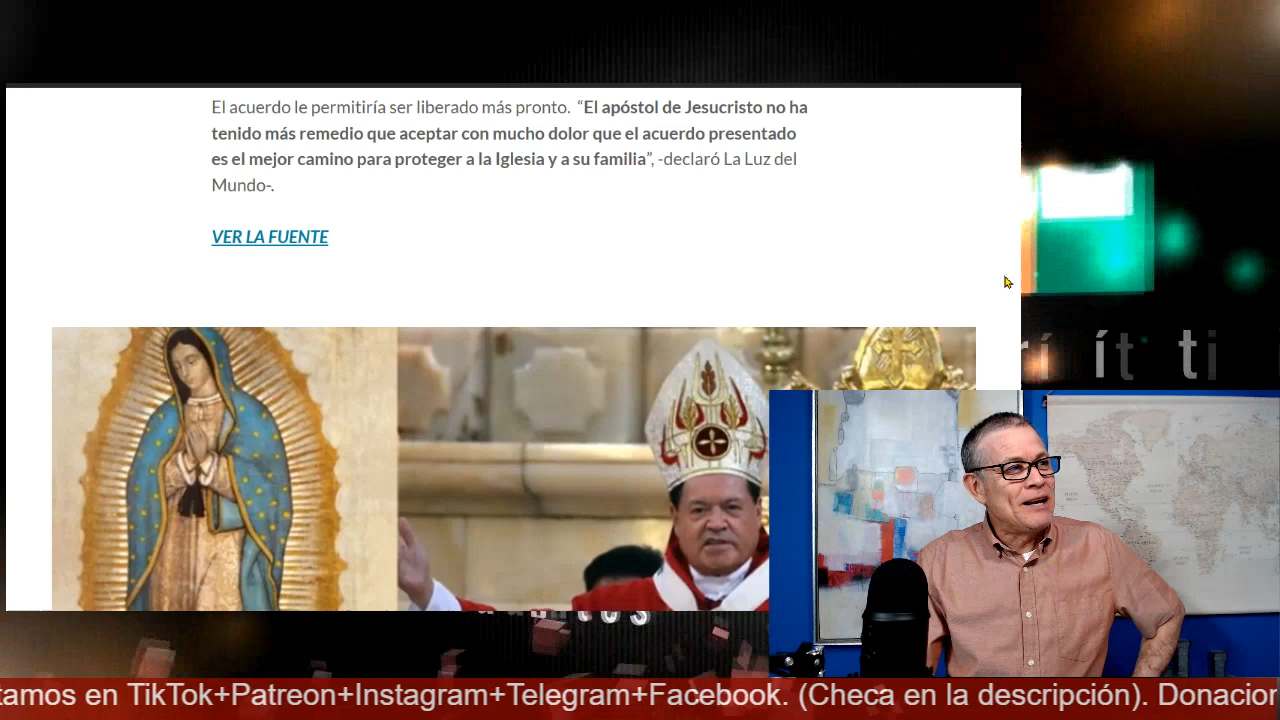 El acuerdo le permitiría ser liberado más pronto. “El apóstol de Jesucristo no ha
tenido más remedio que aceptar con mucho dolor que el acuerdo presentado
es el mejor camino para proteger a la Iglesia y a su familia”, -declaró La Luz del
Mundo-.
VER LA FUENTE
tamos en TikTok+Patreon+Instagram+Telegram+Facebook. (Checa en la descripción). Donacion